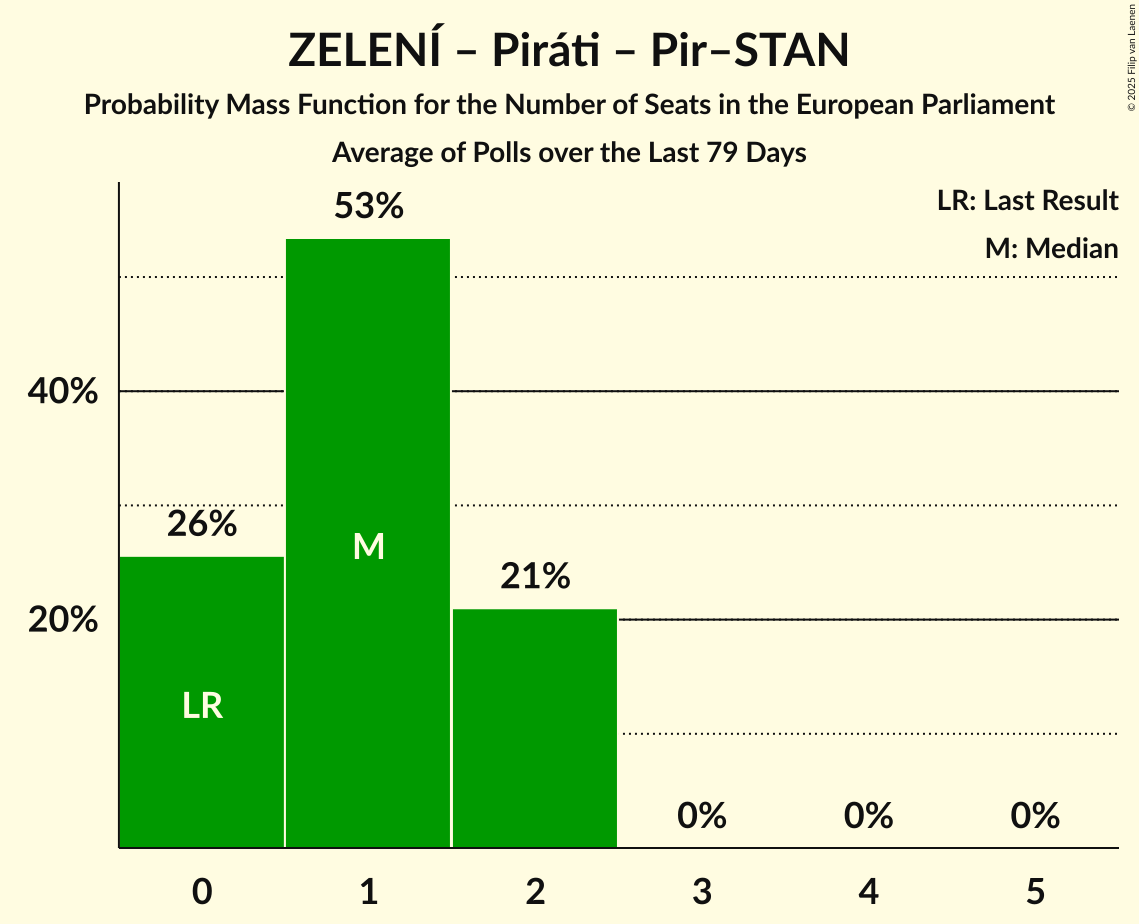 ZELENÍ – Piráti – Pir–STAN
Probability Mass Function for the Number of Seats in the European Parliament
Average of Polls over the Last 79 Days
© 2025 Filip van Laenen
LR: Last Result
M: Median
53%
40%
26%
M
21%
20%
LR
0% 0% 0%
0 1 2 3 4 5